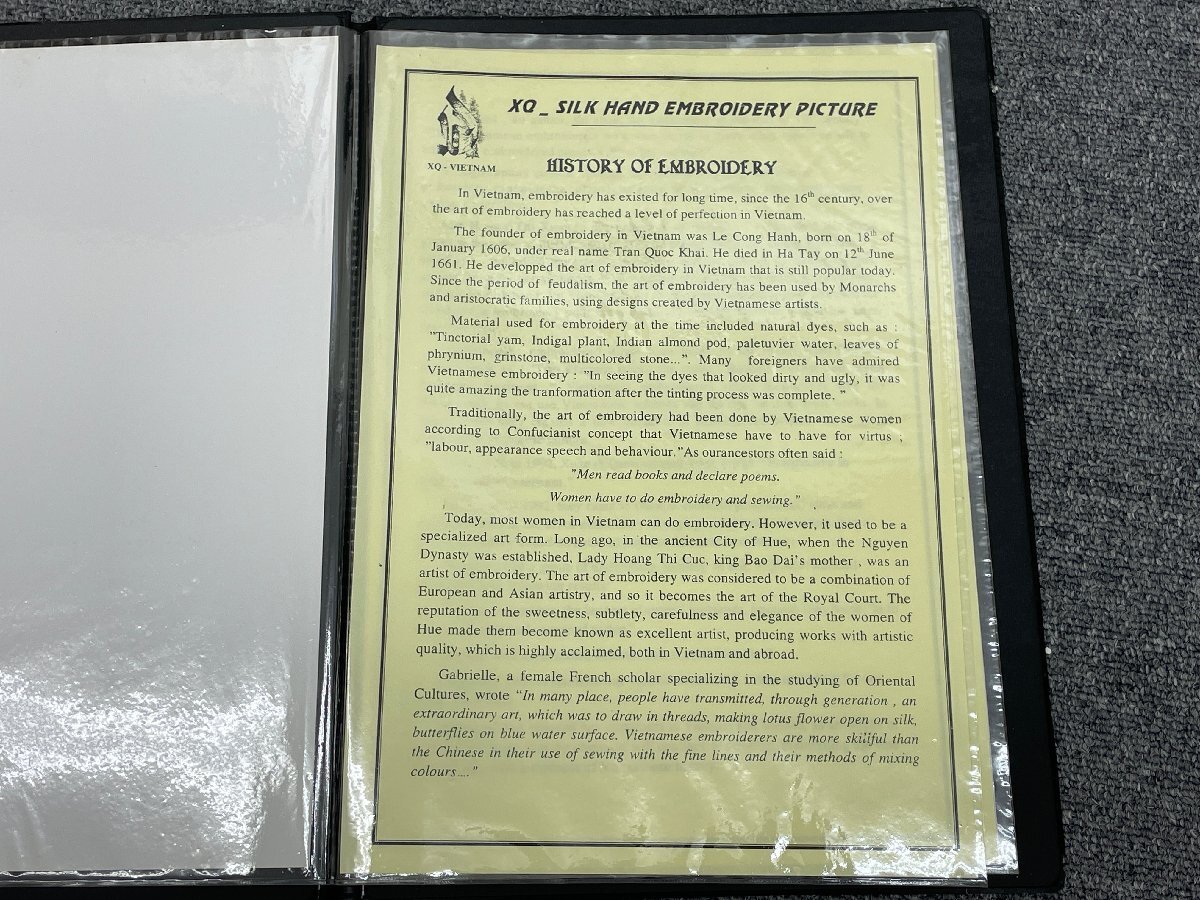 XQ _ SILK HAND EMBROIDERY PICTURE
XQ - VIETNAM
HISTORY OF EMBROIDERY
In Vietnam, embroidery has existed for long time, since the 16th century, over
the art of embroidery has reached a level of perfection in Vietnam.
The founder of embroidery in Vietnam was Le Cong Hanh, born on 18th of
January 1606, under real name Tran Quoc Khai. He died in Ha Tay on 12th June
1661. He developped the art of embroidery in Vietnam that is still popular today.
Since the period of feudalism, the art of embroidery has been used by Monarchs
and aristocratic families, using designs created by Vietnamese artists.
Material used for embroidery at the time included natural dyes, such as :
"Tinctorial yam, Indigal plant, Indian almond pod, paletuvier water, leaves of
phrynium, grinstone, multicolored stone...". Many foreigners have admired
Vietnamese embroidery : "In seeing the dyes that looked dirty and ugly, it was
quite amazing the tranformation after the tinting process was complete. "
Traditionally, the art of embroidery had been done by Vietnamese women
according to Confucianist concept that Vietnamese have to have for virtus ;
"labour, appearance speech and behaviour."As ourancestors often said :
"Men read books and declare poems.
Women have to do embroidery and sewing."
Today, most women in Vietnam can do embroidery. However, it used to be a
specialized art form. Long ago, in the ancient City of Hue, when the Nguyen
Dynasty was established, Lady Hoang Thi Cuc, king Bao Dai's mother , was an
artist of embroidery. The art of embroidery was considered to be a combination of
European and Asian artistry, and so it becomes the art of the Royal Court. The
reputation of the sweetness, subtlety, carefulness and elegance of the women of
Hue made them become known as excellent artist, producing works with artistic
quality, which is highly acclaimed, both in Vietnam and abroad.
Gabrielle, a female French scholar specializing in the studying of Oriental
Cultures, wrote "In many place, people have transmitted, through generation , an
extraordinary art, which was to draw in threads, making lotus flower open on silk,
butterflies on blue water surface. Vietnamese embroiderers are more skillful than
the Chinese in their use of sewing with the fine lines and their methods of mixing
colours...."